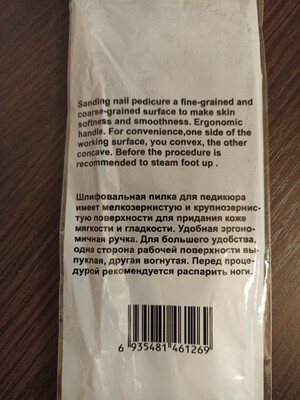 Sanding nail pedicure a fine-grained and
coarse-grained surface to make skin
softness and smoothness. Ergonomic
handle. For convenience,one side of the
working surface, you convex, the other
concave. Before the procedure is
recommended to steam foot up .
Шлифовальная пилка для педикюра
имеет мелкозернистую и крупнозернис-
тую поверхности для придания коже
мягкости и гладкости. Удобная эргоно-
мичная ручка. Для большего удобства,
одна сторона рабочей поверхности вы-
пуклая, другая вогнутая. Перед проце-
дурой рекомендуется распарить ноги.
6 935481 461269